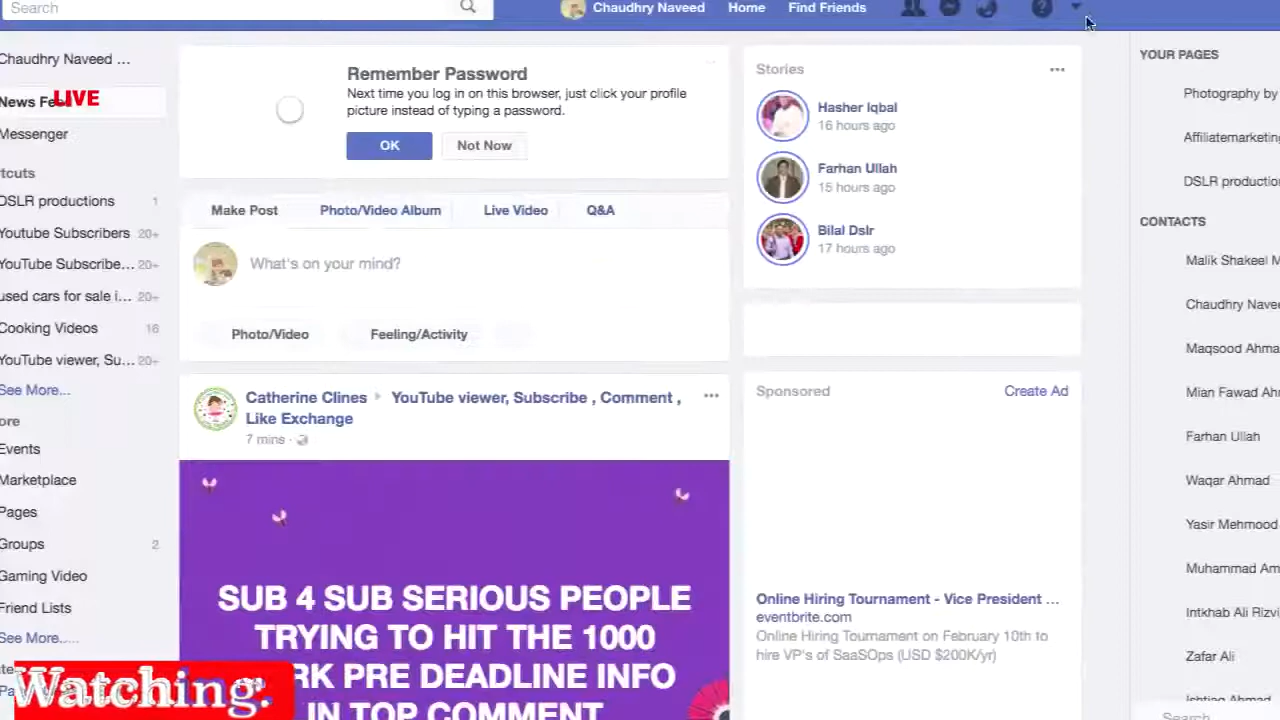 Search
Chaudhry Naveed
Home
Find Friends
Chaudhry Naveed ...
News Fee
LIVE
Messenger
tcuts
DSLR productions 1
Youtube Subscribers 20+
YouTube Subscribe... 20+
used cars for sale i... 20+
Cooking Videos 16
YouTube viewer, Su... 20+
See More...
ore
Events
Marketplace
Pages
Groups 2
Gaming Video
Friend Lists
See More...
Watching.
Remember Password
Next time you log in on this browser, just click your profile
picture instead of typing a password.
OK
Not Now
Make Post
Photo/Video Album
Live Video
Q&A
What's on your mind?
Photo/Video
Feeling/Activity
Catherine Clines YouTube viewer, Subscribe , Comment ,
Like Exchange
7 mins ·
SUB 4 SUB SERIOUS PEOPLE
TRYING TO HIT THE 1000
RK PRE DEADLINE INFO
IN TOP COMMENT
Stories
Hasher Iqbal
16 hours ago
Farhan Ullah
15 hours ago
Bilal Dslr
17 hours ago
Sponsored
Create Ad
Online Hiring Tournament - Vice President ...
eventbrite.com
Online Hiring Tournament on February 10th to
hire VP's of SaaSOps (USD $200K/yr)
YOUR PAGES
Photography by
Affiliatemarketing
DSLR productio
CONTACTS
Malik Shakeel M
Chaudhry Nave
Maqsood Ahma
Mian Fawad Ah
Farhan Ullah
Waqar Ahmad
Yasir Mehmood
Muhammad Am
Intkhab Ali Rizvi
Zafar Ali
Ishtiaq Ahmad
Search